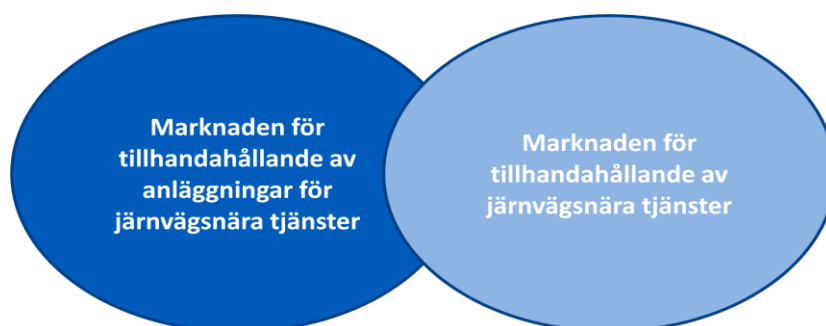 Marknaden för
tillhandahållande av
anläggningar för
järnvägsnära tjänster
Marknaden för
tillhandahållande av
järnvägsnära tjänster